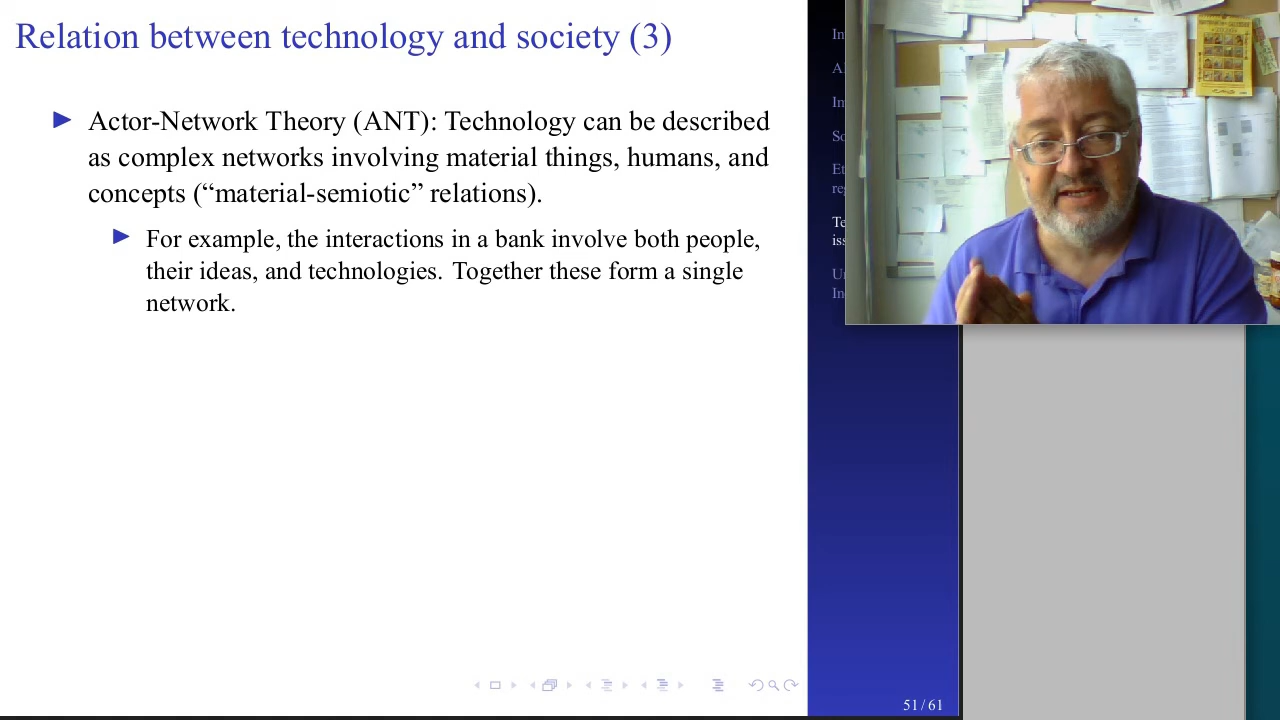 Relation between technology and society (3)
Actor-Network Theory (ANT): Technology can be described
as complex networks involving material things, humans, and
concepts (“material-semiotic” relations).
For example, the interactions in a bank involve both people,
their ideas, and technologies. Together these form a single
network.
51 / 61